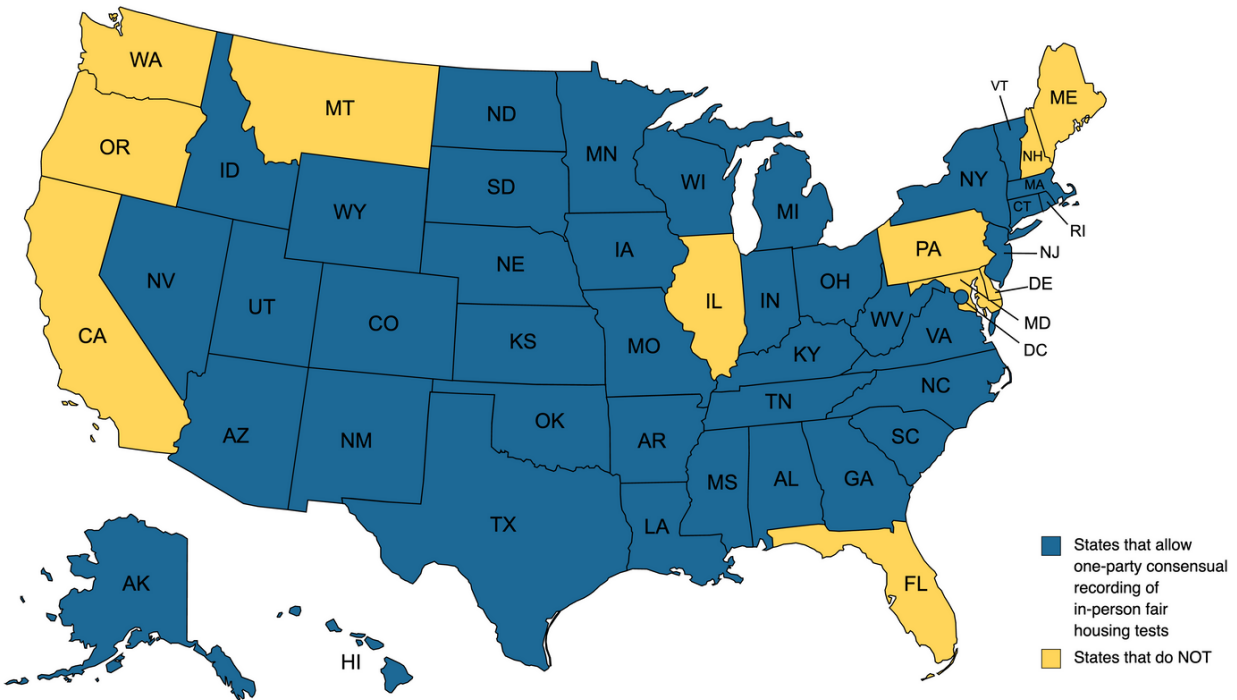 WA
MT
ND
MN
VT
ME
OR
ID
SD
WI
NH
NY
MA
WY
MI
CT
RI
NV
NE
IA
PA
NJ
UT
CO
IL
IN
OH
DE
CA
KS
MO
WV
VA
MD
KY
DC
NC
TN
AZ
NM
OK
AR
SC
MS
AL
GA
TX
LA
FL
AK
HI
States that allow
one-party consensual
recording of
in-person fair
housing tests
States that do NOT